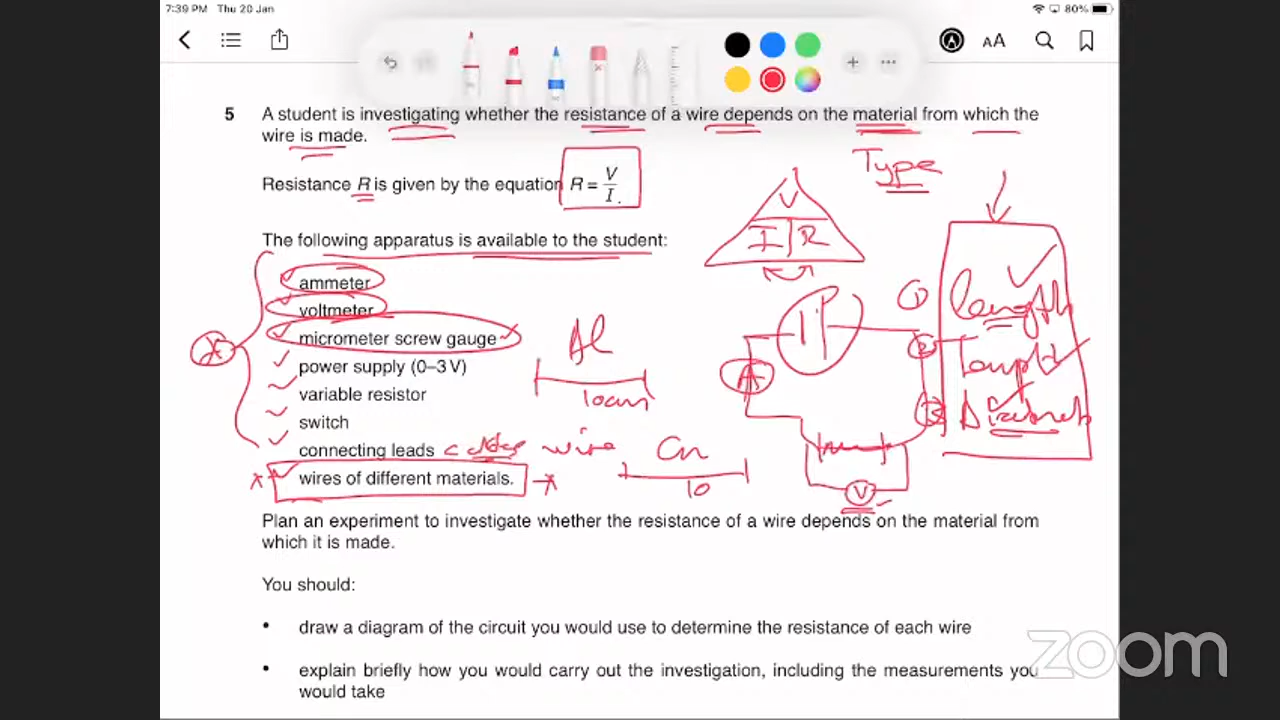 7:39 PM Thu 20 Jan
80%
AA
5 A student is investigating whether the resistance of a wire depends on the material from which the
wire is made.
Type
Resistance R is given by the equation R = V/I.
V
I R
The following apparatus is available to the student:
ammeter
voltmeter
micrometer screw gauge
power supply (0–3 V)
variable resistor
switch
connecting leads
wire
wires of different materials.
Al
10cm
Cu
10
A
V
① length
②
③
Plan an experiment to investigate whether the resistance of a wire depends on the material from
which it is made.
You should:
• draw a diagram of the circuit you would use to determine the resistance of each wire
• explain briefly how you would carry out the investigation, including the measurements you
would take
zoom